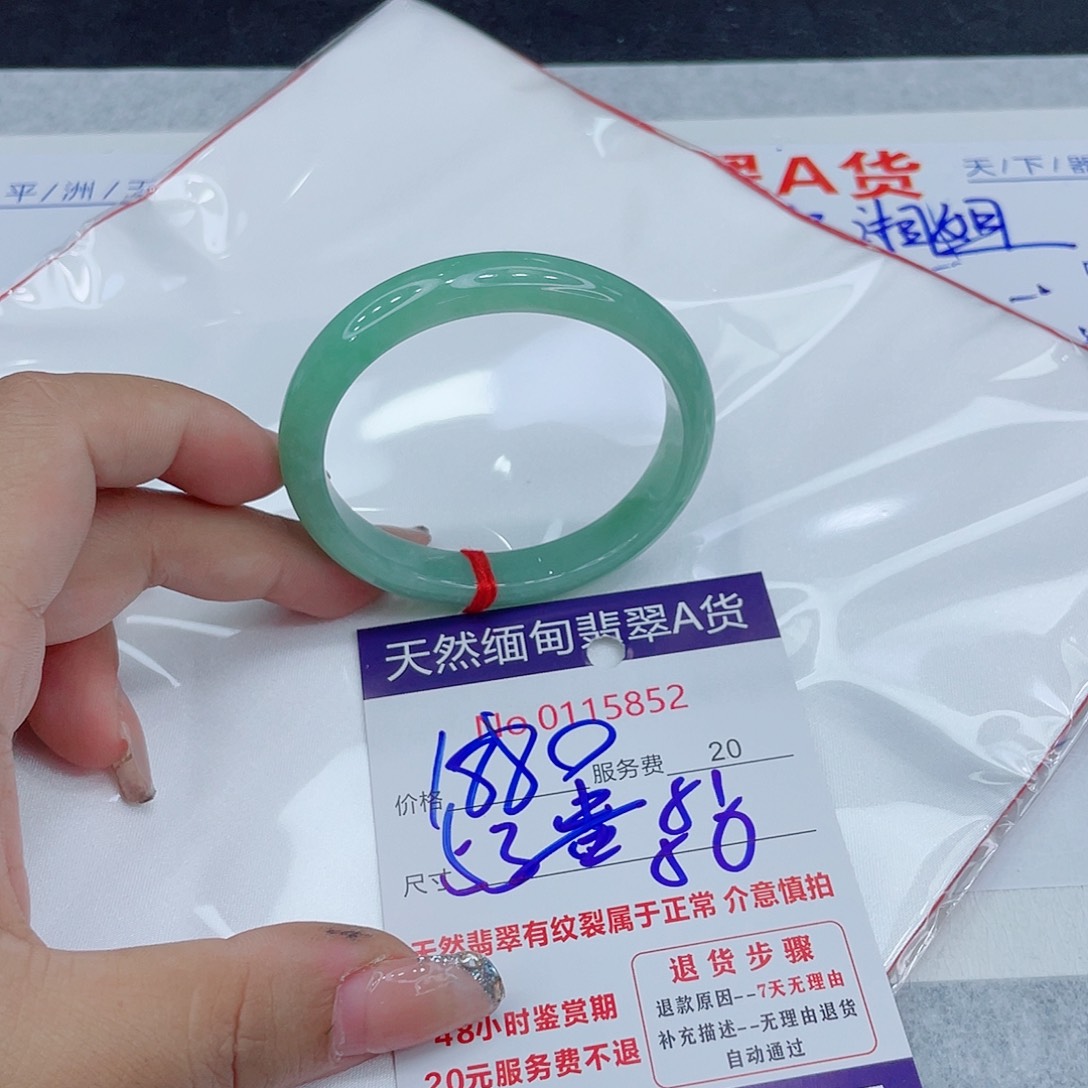 平/洲/玉
翠A货
天/下/翡
湘姐
天然缅甸翡翠A货
No.0115852
价格 1880 服务费 20
尺寸
天然翡翠有纹裂属于正常 介意慎拍
48小时鉴赏期
20元服务费不退
退货步骤
退款原因--7天无理由
补充描述--无理由退货
自动通过